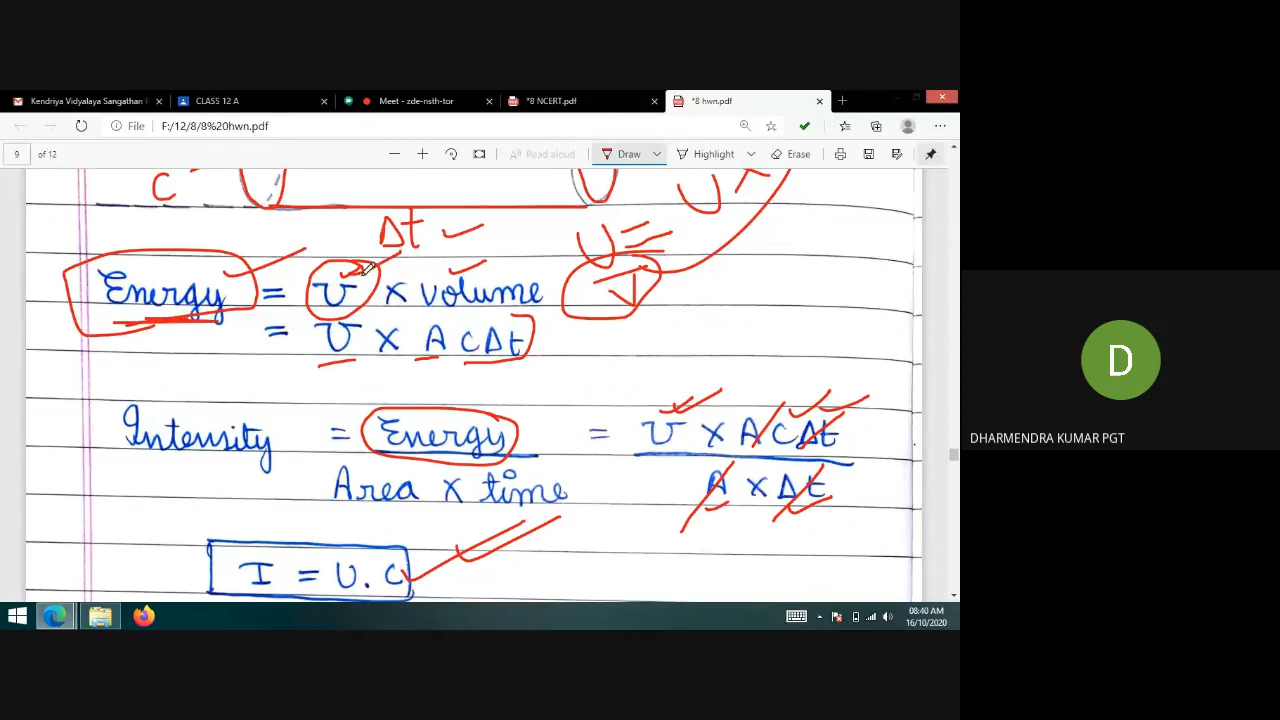 Kendriya Vidyalaya Sangathan
CLASS 12 A
Meet - zde-nsth-tor
*8 NCERT.pdf
*8 hwn.pdf
File
F:/12/8/8%20hwn.pdf
9 of 12
Read aloud
Draw
Highlight
Erase
C
U
Δt
U =
Energy = U × volume
V
= U × A CΔt
Intensity = Energy = U × A CΔt
Area × time A × Δt
I = U. C
D
DHARMENDRA KUMAR PGT
08:40 AM
16/10/2020